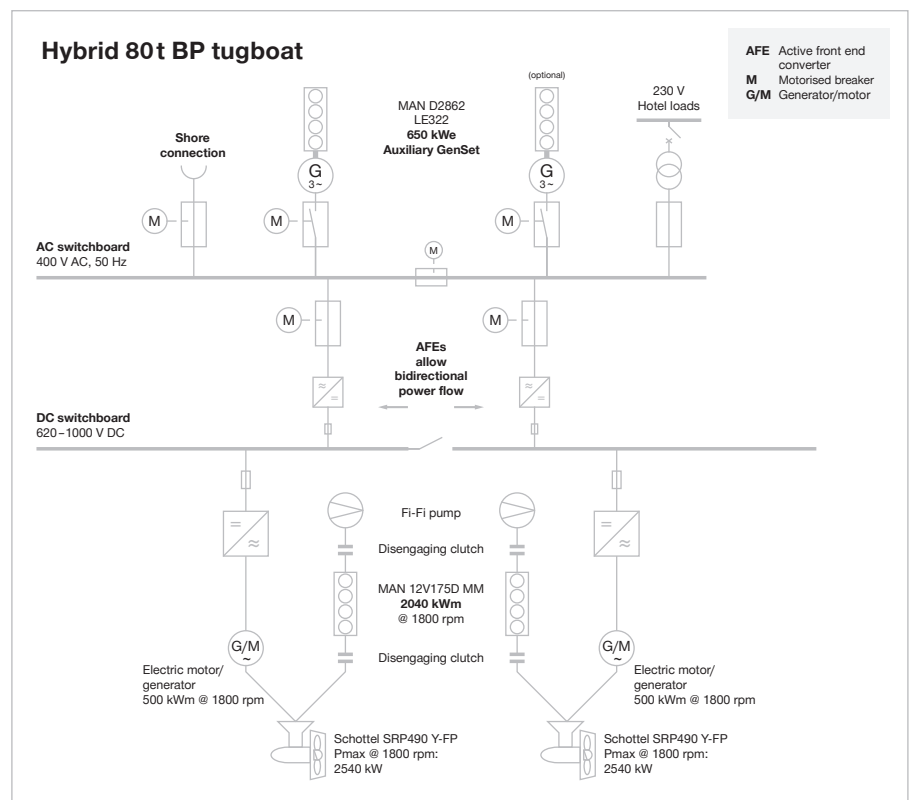 Hybrid 80 t BP tugboat
AFE Active front end
converter
M Motorised breaker
G/M Generator/motor
(optional)
MAN D2862
LE322
650 kWe
Auxiliary GenSet
230 V
Hotel loads
Shore
connection
G
3~
G
3~
M
M
M
AC switchboard
400 V AC, 50 Hz
M
M
M
AFEs
allow
bidirectional
power flow
≈
=
≈
=
DC switchboard
620–1000 V DC
Fi-Fi pump
=
≈
=
≈
Disengaging clutch
MAN 12V175D MM
2040 kWm
@ 1800 rpm
G/M
~
G/M
~
Disengaging clutch
Electric motor/
generator
500 kWm @ 1800 rpm
Electric motor/
generator
500 kWm @ 1800 rpm
Schottel SRP490 Y-FP
Pmax @ 1800 rpm:
2540 kW
Schottel SRP490 Y-FP
Pmax @ 1800 rpm:
2540 kW